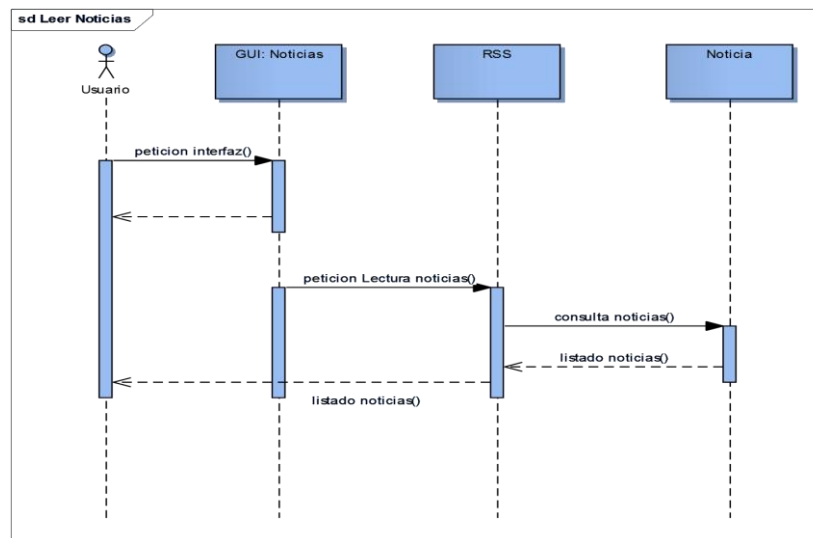 sd Leer Noticias
Usuario
GUI: Noticias
RSS
Noticia
peticion interfaz()
peticion Lectura noticias()
consulta noticias()
listado noticias()
listado noticias()